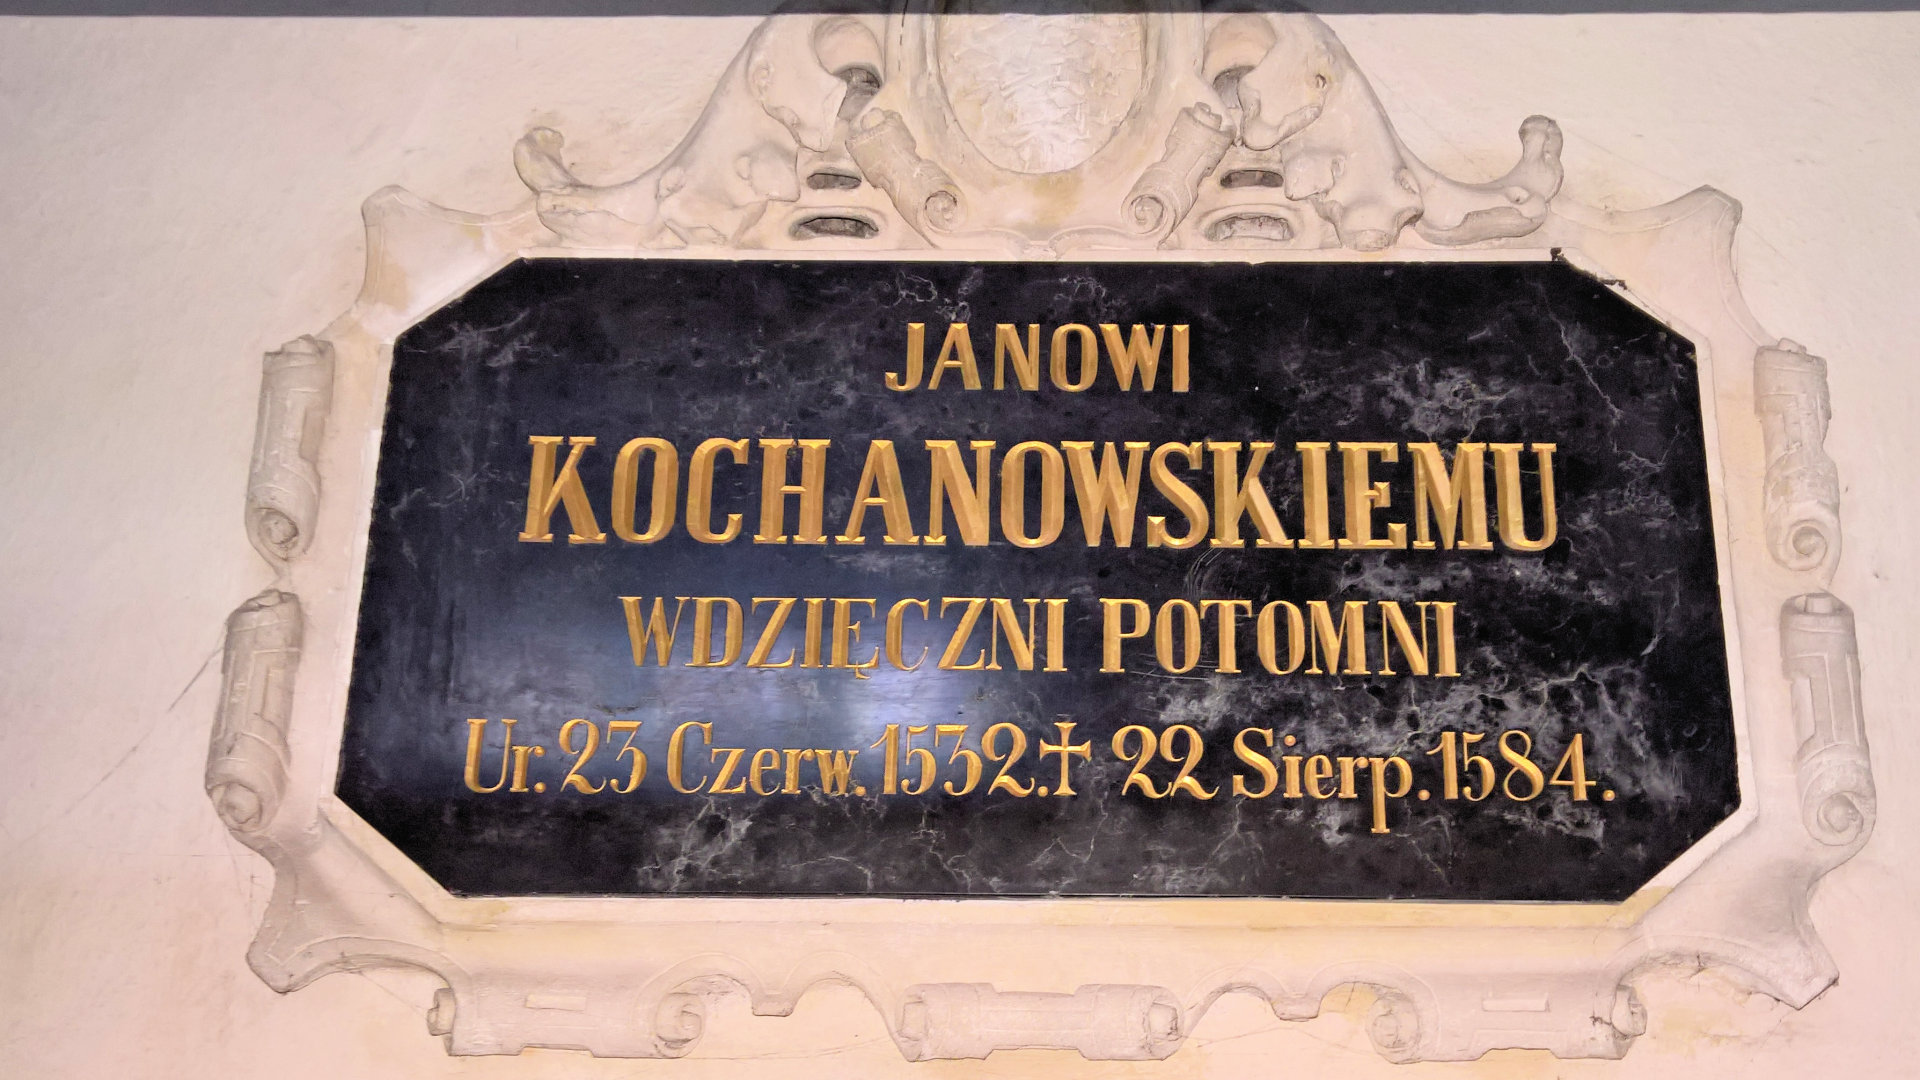 JANOWI
KOCHANOWSKIEMU
WDZIĘCZNI POTOMNI
Ur. 23 Czerw. 1532. ✝ 22 Sierp. 1584.